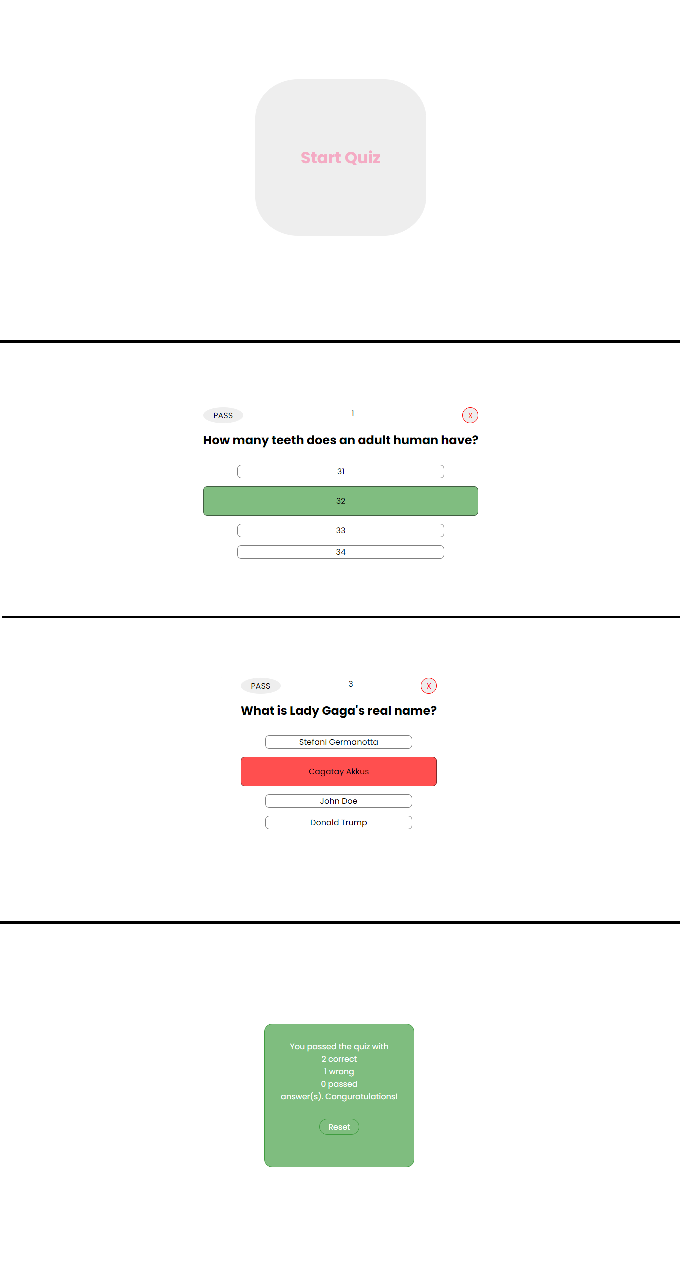 Start Quiz
PASS 1 X
How many teeth does an adult human have?
31
32
33
34
PASS 3 X
What is Lady Gaga's real name?
Stefani Germanotta
Cagatay Akkus
John Doe
Donald Trump
You passed the quiz with
2 correct
1 wrong
0 passed
answer(s). Conguratulations!
Reset